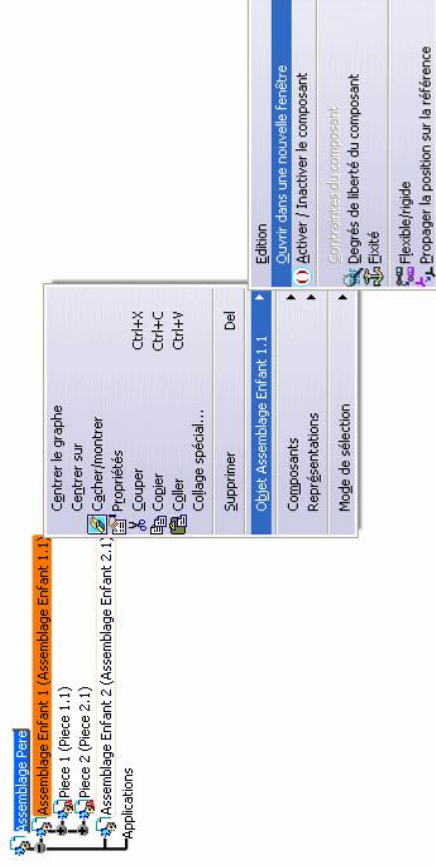 Assemblage Pere
Assemblage Enfant 1 (Assemblage Enfant 1.1)
Piece 1 (Piece 1.1)
Piece 2 (Piece 2.1)
Assemblage Enfant 2 (Assemblage Enfant 2.1)
Applications
Centrer le graphe
Centrer sur
Cacher/montrer
Propriétés
Couper Ctrl+X
Copier Ctrl+C
Coller Ctrl+V
Collage spécial...
Supprimer Del
Objet Assemblage Enfant 1.1
Composants
Représentations
Mode de sélection
Edition
Ouvrir dans une nouvelle fenêtre
Activer / Inactiver le composant
Contraintes du composant
Degrés de liberté du composant
Fixité
Flexible/rigide
Propager la position sur la référence